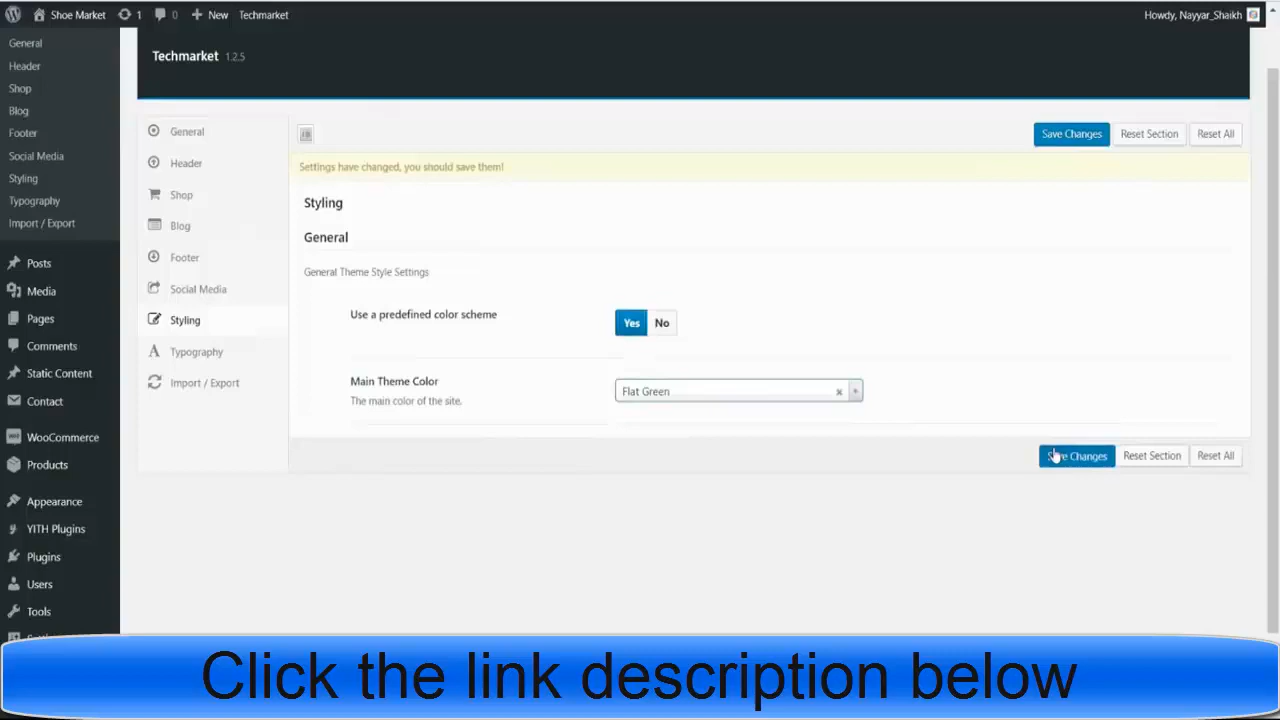 Shoe Market 1 0 New Techmarket Howdy, Nayyar_Shaikh
General
Header
Shop
Blog
Footer
Social Media
Styling
Typography
Import / Export
Posts
Media
Pages
Comments
Static Content
Contact
WooCommerce
Products
Appearance
YITH Plugins
Plugins
Users
Tools
Techmarket 1.2.5
General
Header
Shop
Blog
Footer
Social Media
Styling
Typography
Import / Export
Save Changes Reset Section Reset All
Settings have changed, you should save them!
Styling
General
General Theme Style Settings
Use a predefined color scheme Yes No
Main Theme Color
The main color of the site.
Flat Green
Save Changes Reset Section Reset All
Click the link description below